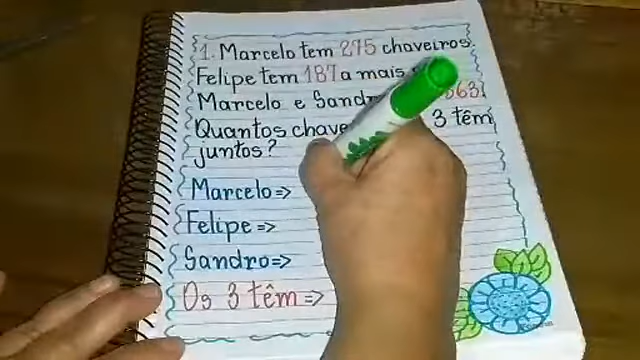 1. Marcelo tem 275 chaveiros.
Felipe tem 187 a mais
Marcelo e Sandro 563.
Quantos chave 3 têm
juntos?
Marcelo=>
Felipe=>
Sandro=>
Os 3 têm=>